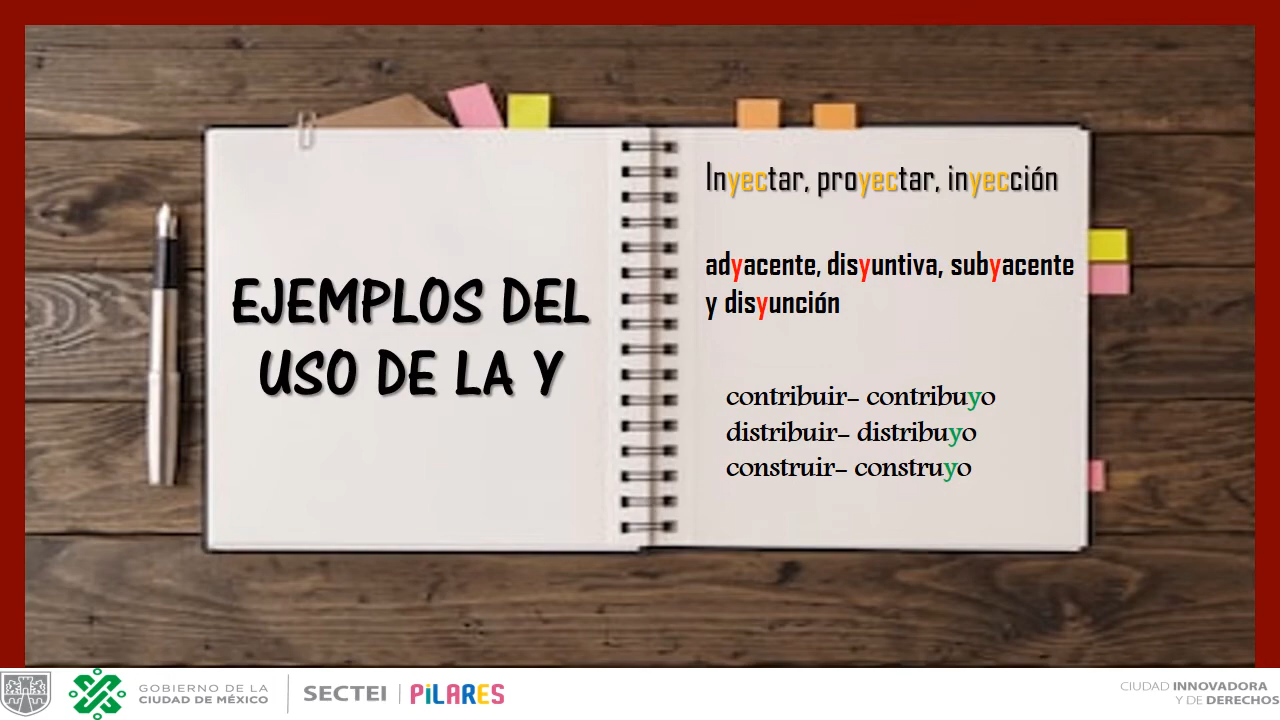 EJEMPLOS DEL
USO DE LA Y
Inyectar, proyectar, inyección
adyacente, disyuntiva, subyacente
y disyunción
contribuir- contribuyo
distribuir- distribuyo
construir- construyo
GOBIERNO DE LA
CIUDAD DE MÉXICO
SECTEI
PILARES
CIUDAD INNOVADORA
Y DE DERECHOS